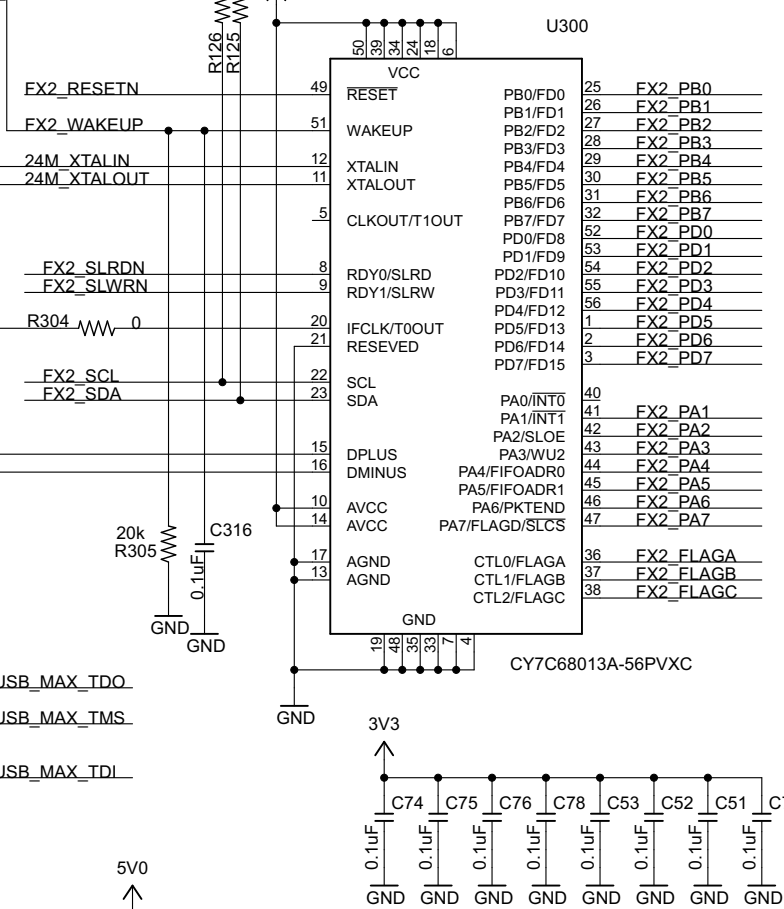 U300
R126
R125
50 39 34 24 18 6
VCC
FX2_RESETN 49 RESET PB0/FD0 25 FX2_PB0
PB1/FD1 26 FX2_PB1
FX2_WAKEUP 51 WAKEUP PB2/FD2 27 FX2_PB2
PB3/FD3 28 FX2_PB3
24M_XTALIN 12 XTALIN PB4/FD4 29 FX2_PB4
24M_XTALOUT 11 XTALOUT PB5/FD5 30 FX2_PB5
PB6/FD6 31 FX2_PB6
5 CLKOUT/T1OUT PB7/FD7 32 FX2_PB7
PD0/FD8 52 FX2_PD0
PD1/FD9 53 FX2_PD1
FX2_SLRDN 8 RDY0/SLRD PD2/FD10 54 FX2_PD2
FX2_SLWRN 9 RDY1/SLRW PD3/FD11 55 FX2_PD3
PD4/FD12 56 FX2_PD4
R304 0 20 IFCLK/T0OUT PD5/FD13 1 FX2_PD5
21 RESEVED PD6/FD14 2 FX2_PD6
PD7/FD15 3 FX2_PD7
FX2_SCL 22 SCL
FX2_SDA 23 SDA PA0/INT0 40
PA1/INT1 41 FX2_PA1
PA2/SLOE 42 FX2_PA2
15 DPLUS PA3/WU2 43 FX2_PA3
16 DMINUS PA4/FIFOADR0 44 FX2_PA4
PA5/FIFOADR1 45 FX2_PA5
10 AVCC PA6/PKTEND 46 FX2_PA6
14 AVCC PA7/FLAGD/SLCS 47 FX2_PA7
20k
R305
C316
0.1uF
17 AGND CTL0/FLAGA 36 FX2_FLAGA
13 AGND CTL1/FLAGB 37 FX2_FLAGB
CTL2/FLAGC 38 FX2_FLAGC
GND
GND
GND
19 48 35 33 7 4
CY7C68013A-56PVXC
USB_MAX_TDO
GND
USB_MAX_TMS
3V3
USB_MAX_TDI
C74 C75 C76 C78 C53 C52 C51
0.1uF 0.1uF 0.1uF 0.1uF 0.1uF 0.1uF 0.1uF 0.1uF
5V0
GND GND GND GND GND GND GND GND